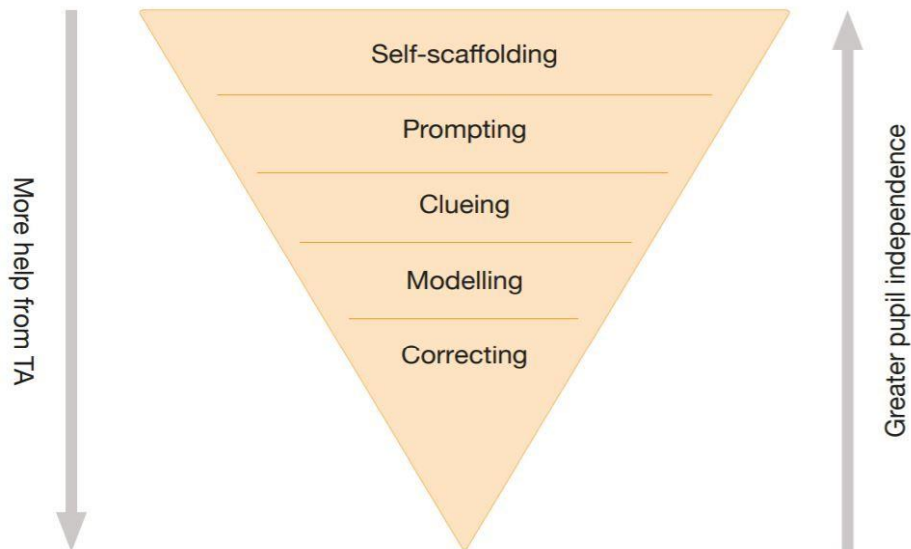 Self-scaffolding
Prompting
Clueing
Modelling
Correcting
More help from TA
Greater pupil independence